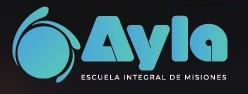 Ayla
ESCUELA INTEGRAL DE MISIONES